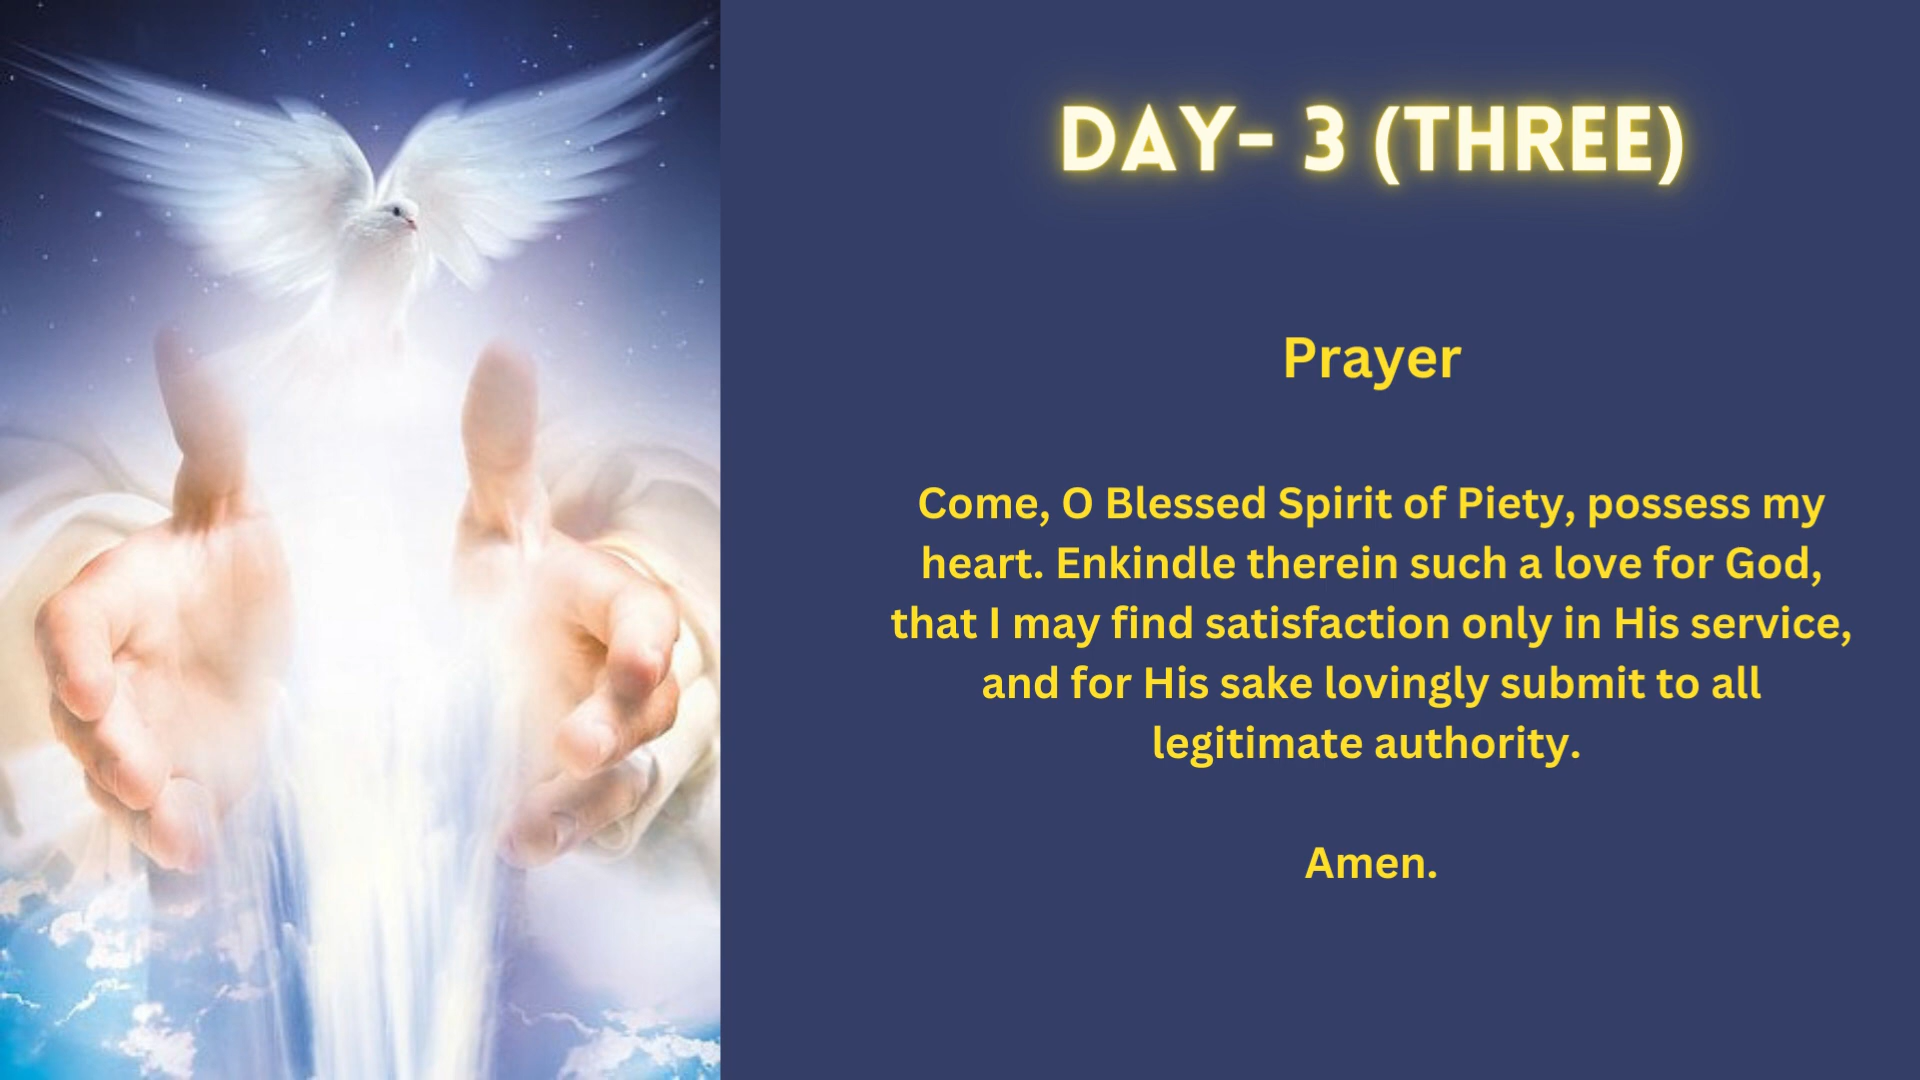 DAY- 3 (THREE)
Prayer
Come, O Blessed Spirit of Piety, possess my
heart. Enkindle therein such a love for God,
that I may find satisfaction only in His service,
and for His sake lovingly submit to all
legitimate authority.
Amen.